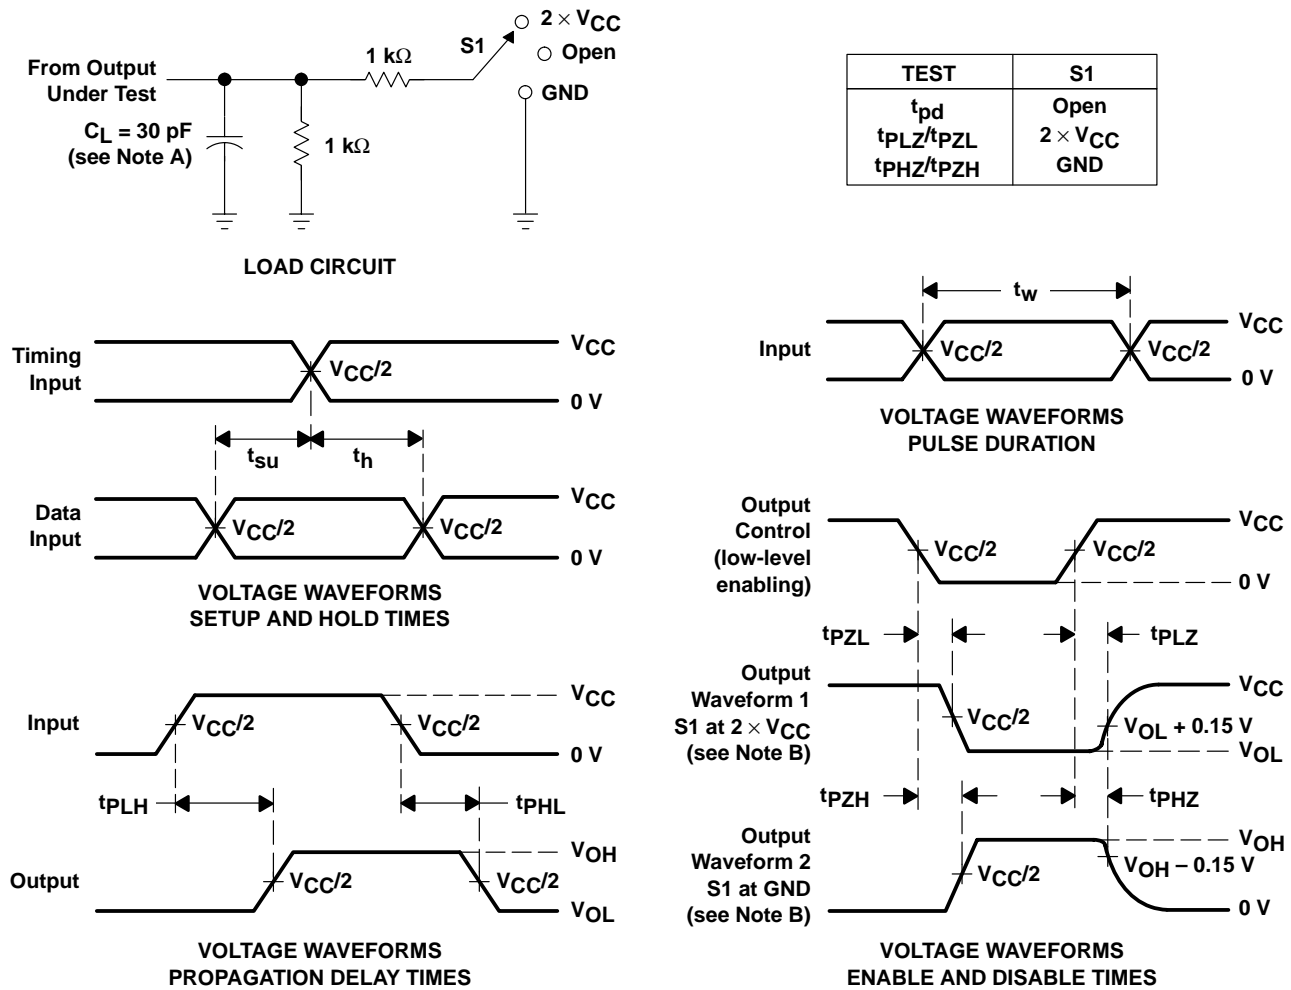 2 × VCC
S1
Open
1 kΩ
From Output
Under Test
GND
CL = 30 pF
(see Note A)
1 kΩ
LOAD CIRCUIT
TEST S1
tpd Open
tPLZ/tPZL 2 × VCC
tPHZ/tPZH GND
Timing
Input
VCC
VCC/2
0 V
tsu
th
Data
Input
VCC
VCC/2
VCC/2
0 V
VOLTAGE WAVEFORMS
SETUP AND HOLD TIMES
tw
Input
VCC
VCC/2
VCC/2
0 V
VOLTAGE WAVEFORMS
PULSE DURATION
Input
VCC
VCC/2
VCC/2
0 V
tPLH
tPHL
Output
VOH
VCC/2
VCC/2
VOL
VOLTAGE WAVEFORMS
PROPAGATION DELAY TIMES
Output
Control
(low-level
enabling)
VCC
VCC/2
VCC/2
0 V
tPZL
tPLZ
Output
Waveform 1
S1 at 2 × VCC
(see Note B)
VCC
VCC/2
VOL + 0.15 V
VOL
tPZH
tPHZ
Output
Waveform 2
S1 at GND
(see Note B)
VOH
VCC/2
VOH − 0.15 V
0 V
VOLTAGE WAVEFORMS
ENABLE AND DISABLE TIMES